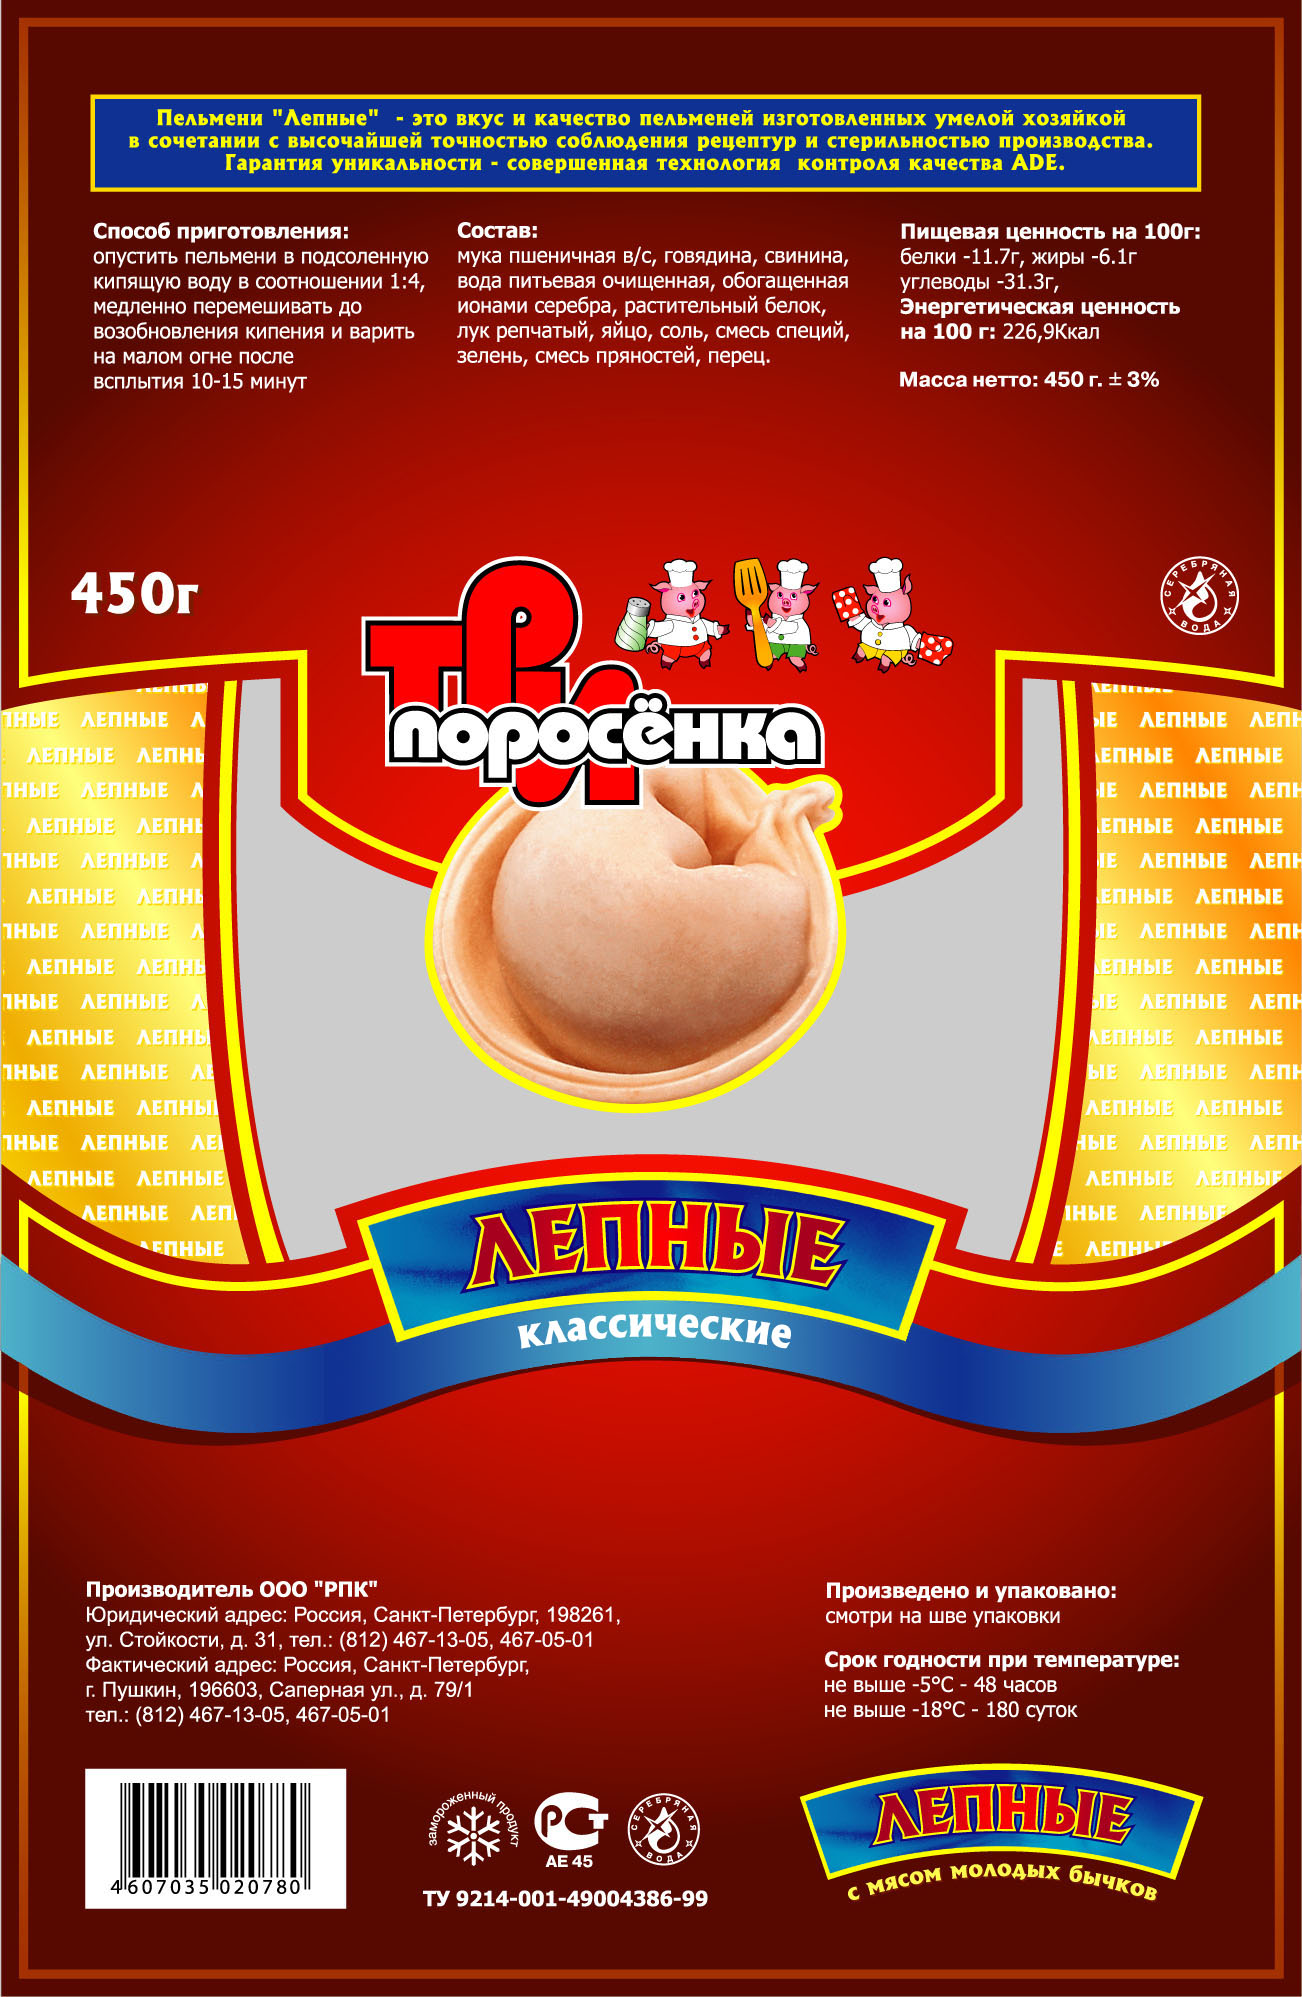 Пельмени "Лепные"  - это вкус и качество пельменей изготовленных умелой хозяйкой
в сочетании с высочайшей точностью соблюдения рецептур и стерильностью производства.
Гарантия уникальности - совершенная технология  контроля качества ADE.
Способ приготовления:
опустить пельмени в подсоленную
кипящую воду в соотношении 1:4,
медленно перемешивать до
возобновления кипения и варить
на малом огне после
всплытия 10-15 минут
Состав:
мука пшеничная в/с, говядина, свинина,
вода питьевая очищенная, обогащенная
ионами серебра, растительный белок,
лук репчатый, яйцо, соль, смесь специй,
зелень, смесь пряностей, перец.
Пищевая ценность на 100г:
белки -11.7г, жиры -6.1г
углеводы -31.3г,
Энергетическая ценность
на 100 г: 226,9Ккал
Масса нетто: 450 г. ± 3%
450г
ТРИ
поросёнка
СЕРЕБРЯНАЯ
ВОДА
ЛЕПНЫЕ
классические
Производитель ООО "РПК"
Юридический адрес: Россия, Санкт-Петербург, 198261,
ул. Стойкости, д. 31, тел.: (812) 467-13-05, 467-05-01
Фактический адрес: Россия, Санкт-Петербург,
г. Пушкин, 196603, Саперная ул., д. 79/1
тел.: (812) 467-13-05, 467-05-01
Произведено и упаковано:
смотри на шве упаковки
Срок годности при температуре:
не выше -5°С - 48 часов
не выше -18°С - 180 суток
4 607035 020780
замороженный продукт
РСТ
АЕ 45
СЕРЕБРЯНАЯ
ВОДА
ТУ 9214-001-49004386-99
ЛЕПНЫЕ
с мясом молодых бычков